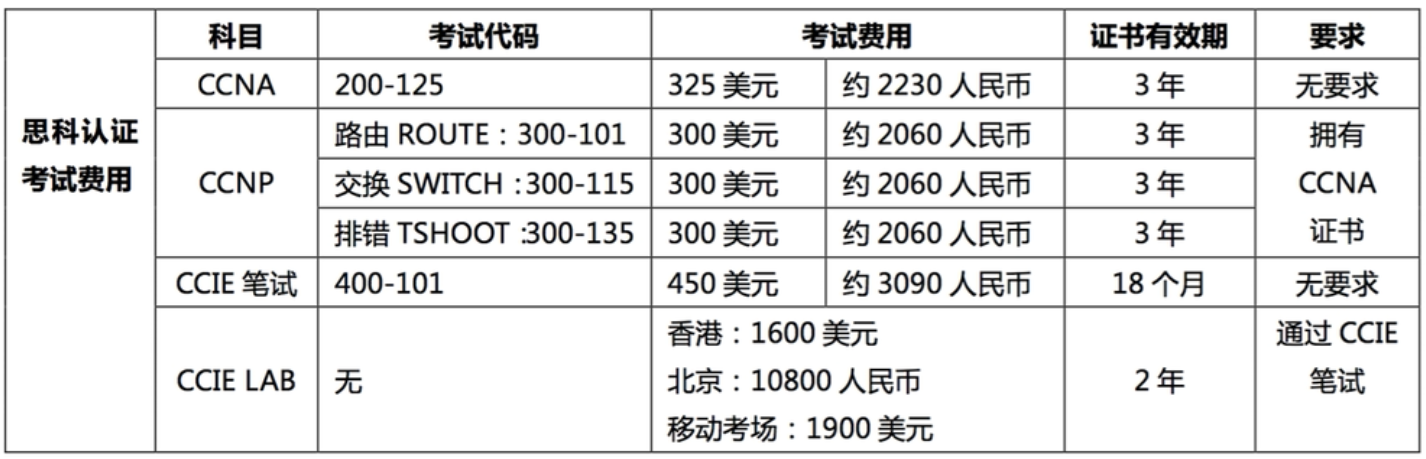 科目 考试代码 考试费用 证书有效期 要求
思科认证
考试费用
CCNA 200-125 325 美元 约 2230 人民币 3 年 无要求
CCNP
路由 ROUTE：300-101 300 美元 约 2060 人民币 3 年
交换 SWITCH：300-115 300 美元 约 2060 人民币 3 年
排错 TSHOOT :300-135 300 美元 约 2060 人民币 3 年
拥有
CCNA
证书
CCIE 笔试 400-101 450 美元 约 3090 人民币 18 个月 无要求
CCIE LAB 无
香港：1600 美元
北京：10800 人民币
移动考场：1900 美元
2 年
通过 CCIE
笔试